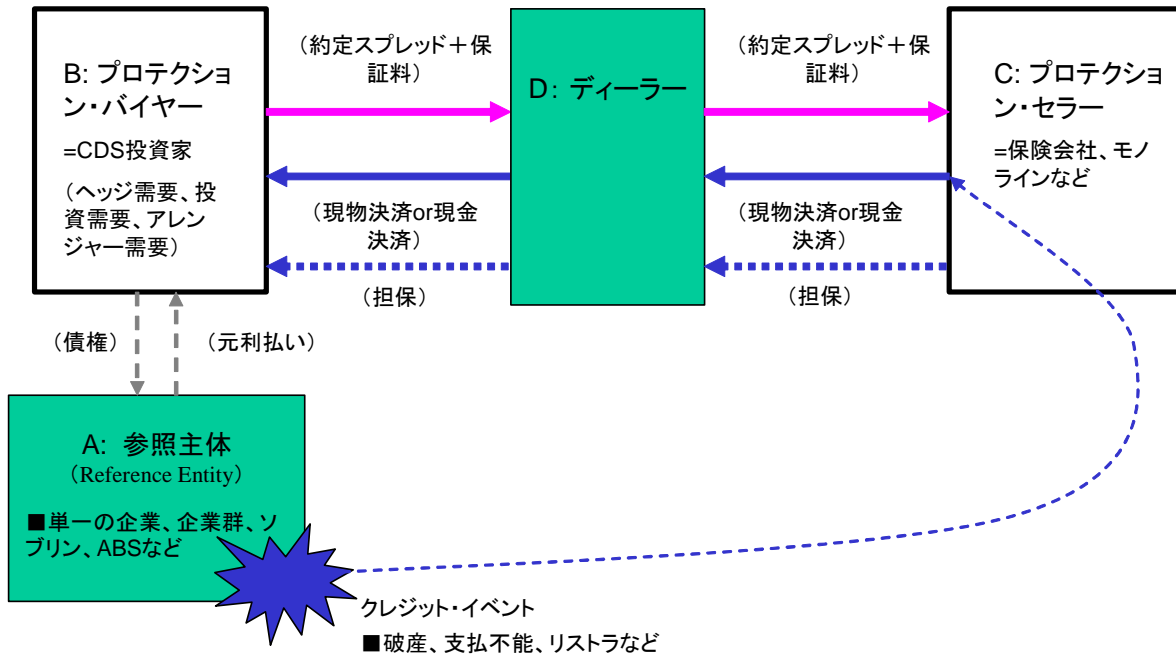 B: プロテクショ
ン・バイヤー
=CDS投資家
（ヘッジ需要、投
資需要、アレン
ジャー需要）
（約定スプレッド＋保
証料）
D: ディーラー
（約定スプレッド＋保
証料）
C: プロテクショ
ン・セラー
=保険会社、モノ
ラインなど
（現物決済or現金
決済）
（担保）
（現物決済or現金
決済）
（担保）
（債権）
（元利払い）
A: 参照主体
（Reference Entity）
■単一の企業、企業群、ソ
ブリン、ABSなど
クレジット・イベント
■破産、支払不能、リストラなど